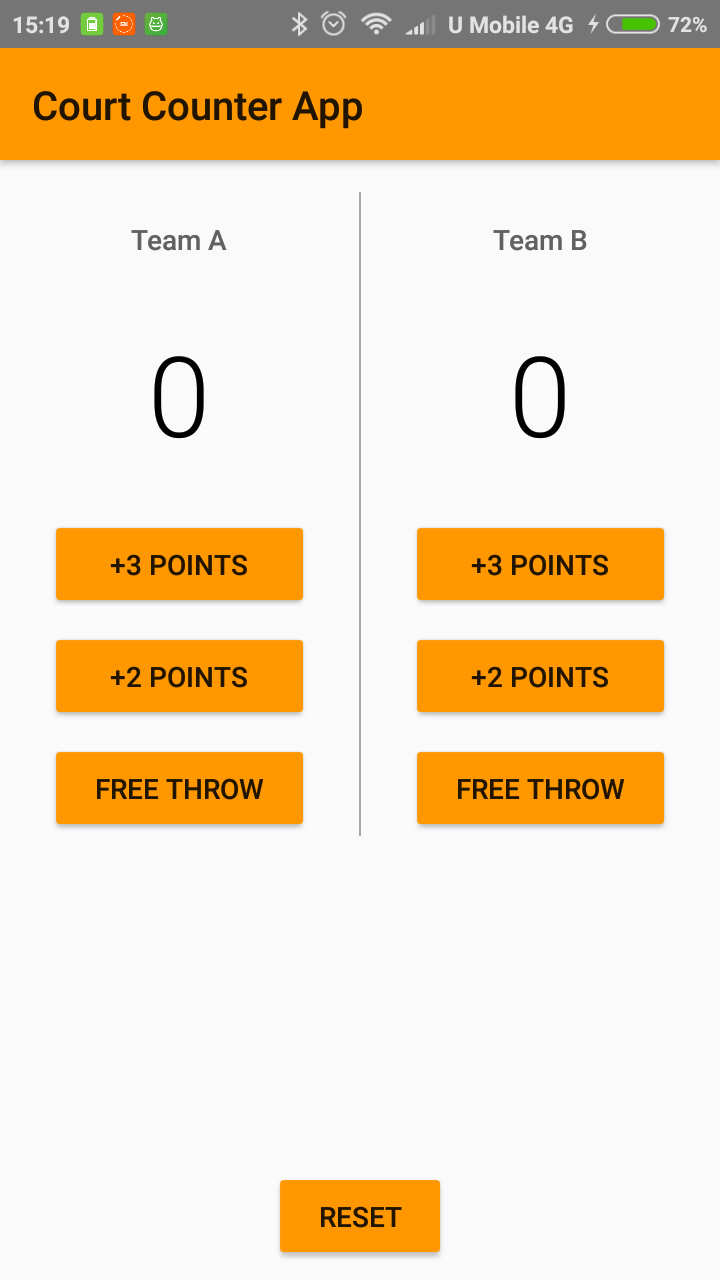 15:19 U Mobile 4G 72%
Court Counter App
Team A
0
+3 POINTS
+2 POINTS
FREE THROW
Team B
0
+3 POINTS
+2 POINTS
FREE THROW
RESET